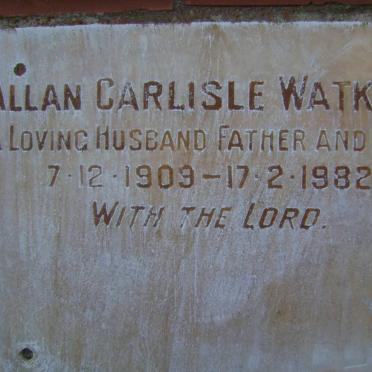 ALLAN CARLISLE WATK
A LOVING HUSBAND FATHER AND
7·12·1909–17·2·1982
WITH THE LORD.